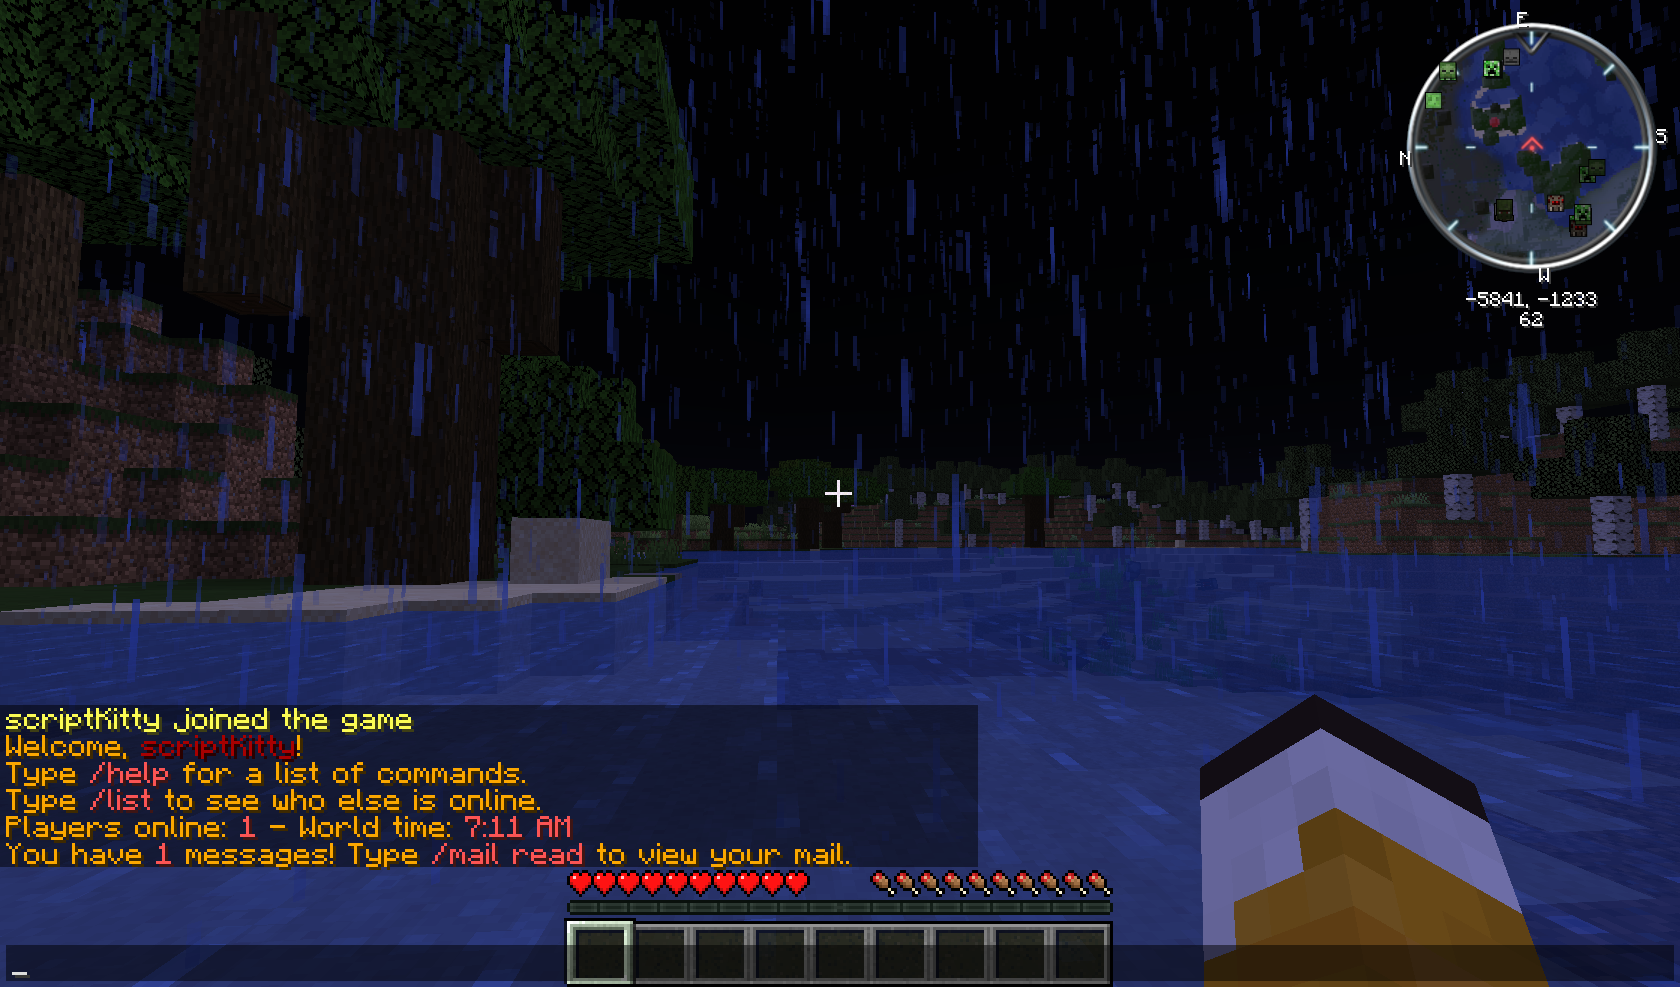 E
S
N
W
-5841, -1233
62
scriptKitty joined the game
Welcome, scriptKitty!
Type /help for a list of commands.
Type /list to see who else is online.
Players online: 1 - World time: 7:11 AM
You have 1 messages! Type /mail read to view your mail.
_